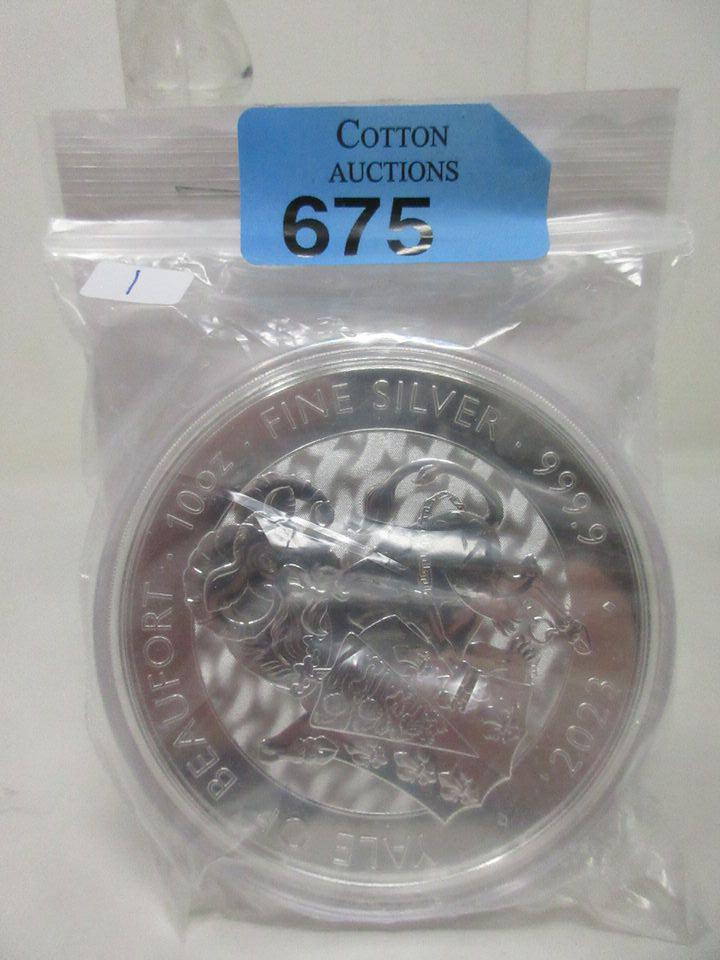 COTTON
AUCTIONS
675
1
YALE OF BEAUFORT · 10oz · FINE SILVER · 999.9
2023